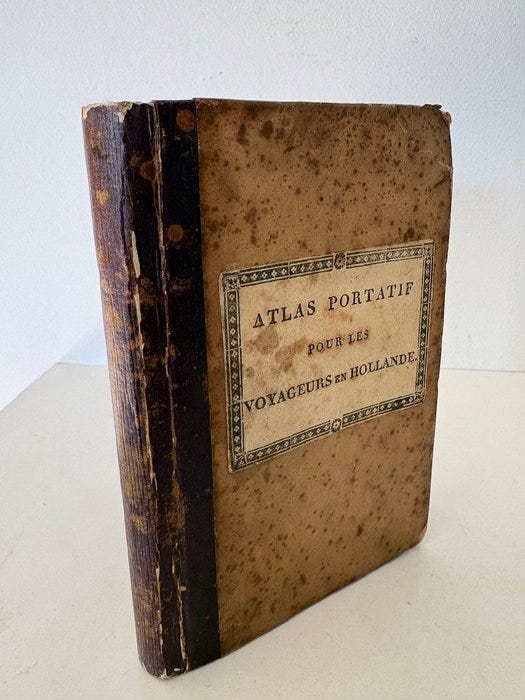 ATLAS PORTATIF
POUR LES
VOYAGEURS EN HOLLANDE.